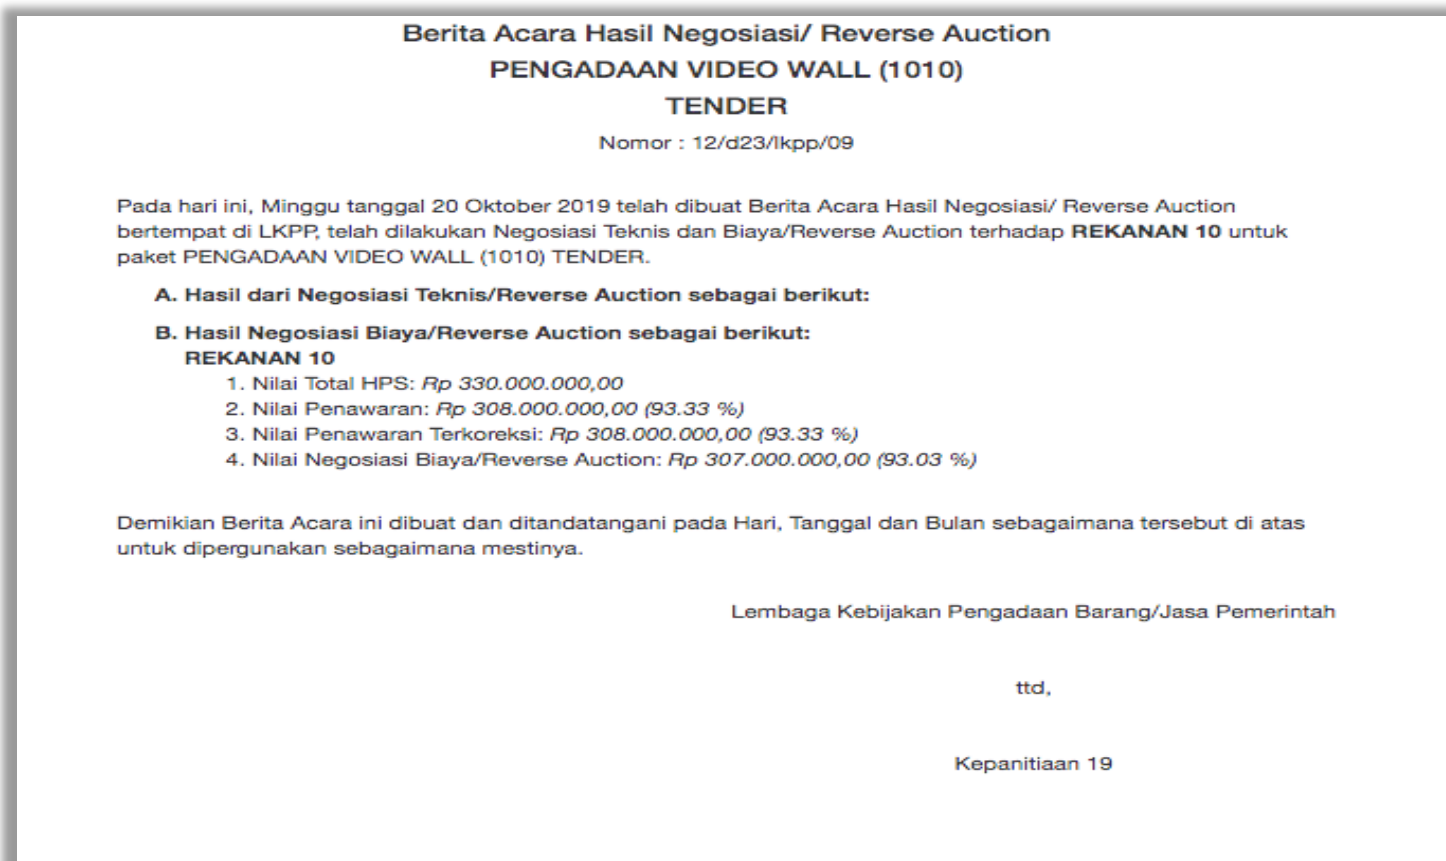 Berita Acara Hasil Negosiasi/ Reverse Auction
PENGADAAN VIDEO WALL (1010)
TENDER
Nomor : 12/d23/lkpp/09
Pada hari ini, Minggu tanggal 20 Oktober 2019 telah dibuat Berita Acara Hasil Negosiasi/ Reverse Auction
bertempat di LKPP, telah dilakukan Negosiasi Teknis dan Biaya/Reverse Auction terhadap REKANAN 10 untuk
paket PENGADAAN VIDEO WALL (1010) TENDER.
A. Hasil dari Negosiasi Teknis/Reverse Auction sebagai berikut:
B. Hasil Negosiasi Biaya/Reverse Auction sebagai berikut:
REKANAN 10
1. Nilai Total HPS: Rp 330.000.000,00
2. Nilai Penawaran: Rp 308.000.000,00 (93.33 %)
3. Nilai Penawaran Terkoreksi: Rp 308.000.000,00 (93.33 %)
4. Nilai Negosiasi Biaya/Reverse Auction: Rp 307.000.000,00 (93.03 %)
Demikian Berita Acara ini dibuat dan ditandatangani pada Hari, Tanggal dan Bulan sebagaimana tersebut di atas
untuk dipergunakan sebagaimana mestinya.
Lembaga Kebijakan Pengadaan Barang/Jasa Pemerintah
ttd,
Kepanitiaan 19